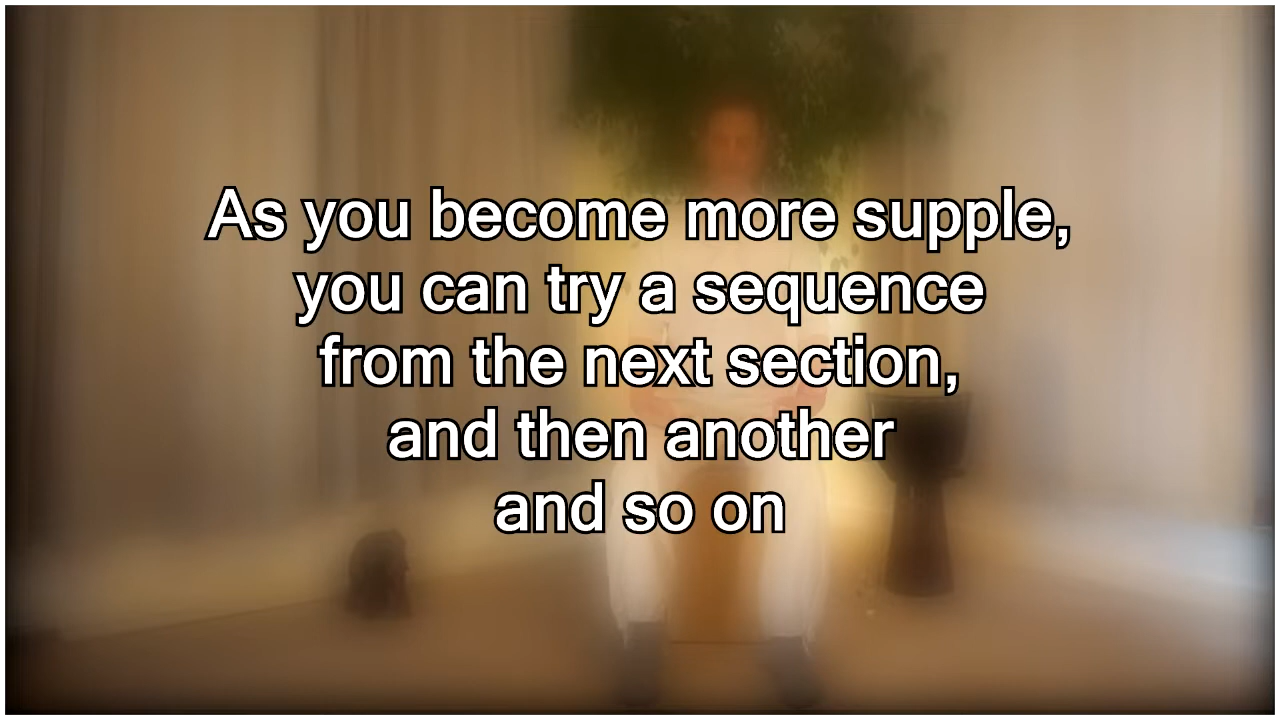 As you become more supple,
you can try a sequence
from the next section,
and then another
and so on